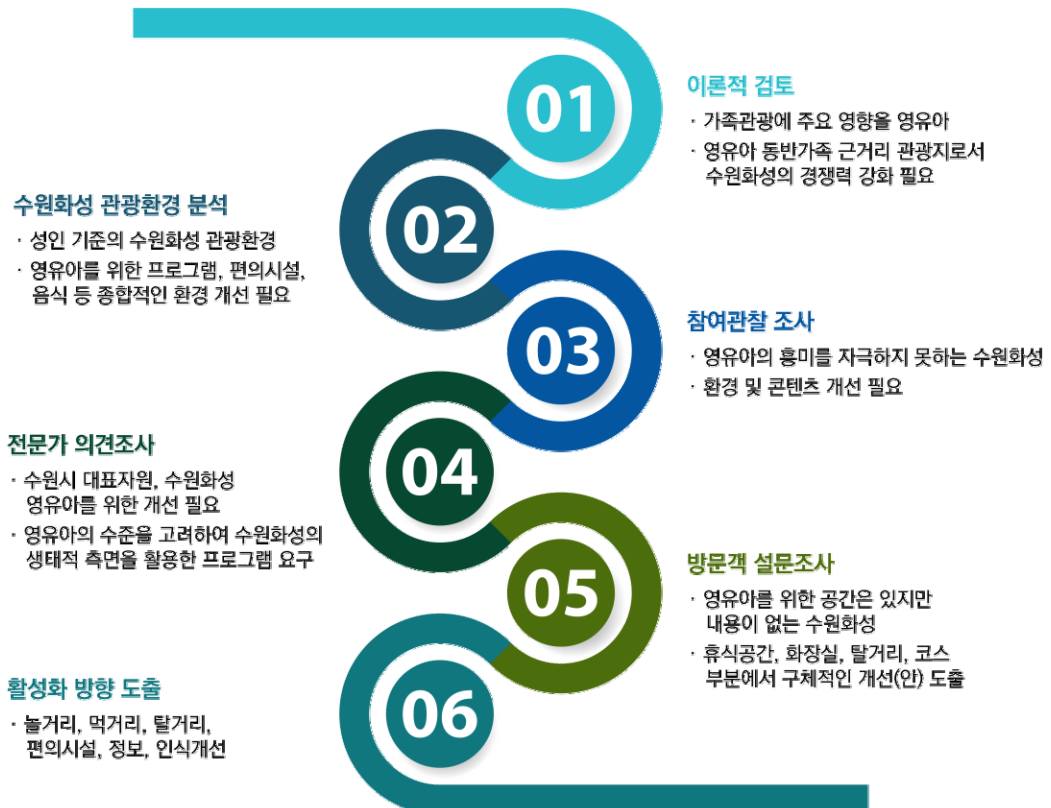 01
이론적 검토
· 가족관광에 주요 영향을 영유아
· 영유아 동반가족 근거리 관광지로서
수원화성의 경쟁력 강화 필요
02
수원화성 관광환경 분석
· 성인 기준의 수원화성 관광환경
· 영유아를 위한 프로그램, 편의시설,
음식 등 종합적인 환경 개선 필요
03
참여관찰 조사
· 영유아의 흥미를 자극하지 못하는 수원화성
· 환경 및 콘텐츠 개선 필요
04
전문가 의견조사
· 수원시 대표자원, 수원화성
영유아를 위한 개선 필요
· 영유아의 수준을 고려하여 수원화성의
생태적 측면을 활용한 프로그램 요구
05
방문객 설문조사
· 영유아를 위한 공간은 있지만
내용이 없는 수원화성
· 휴식공간, 화장실, 탈거리, 코스
부분에서 구체적인 개선(안) 도출
06
활성화 방향 도출
· 놀거리, 먹거리, 탈거리,
편의시설, 정보, 인식개선